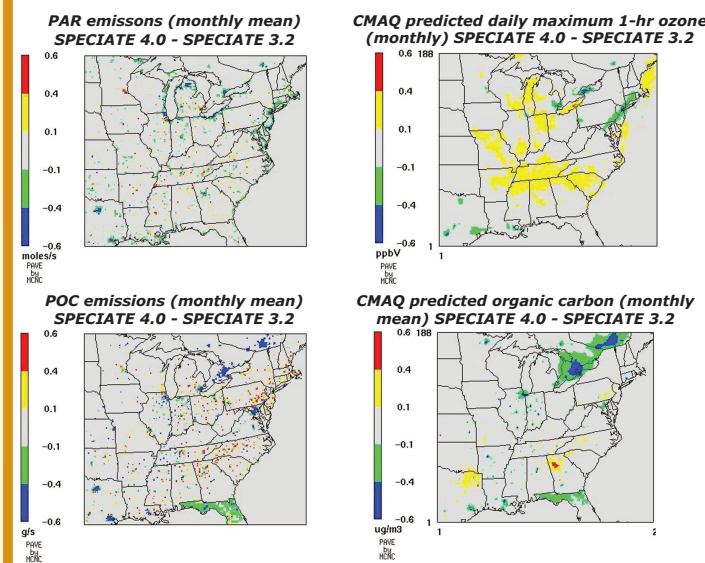 PAR emissons (monthly mean)
SPECIATE 4.0 - SPECIATE 3.2
0.6
0.4
0.1
−0.1
−0.4
−0.6
moles/s
PAVE
by
MCNC
CMAQ predicted daily maximum 1-hr ozone
(monthly) SPECIATE 4.0 - SPECIATE 3.2
0.6 188
0.4
0.1
−0.1
−0.4
−0.6 1
ppbV 1
PAVE
by
MCNC
POC emissions (monthly mean)
SPECIATE 4.0 - SPECIATE 3.2
0.6
0.4
0.1
−0.1
−0.4
−0.6
g/s
PAVE
by
MCNC
CMAQ predicted organic carbon (monthly
mean) SPECIATE 4.0 - SPECIATE 3.2
0.6 188
0.4
0.1
−0.1
−0.4
−0.6 1
ug/m3 1
PAVE
by
MCNC